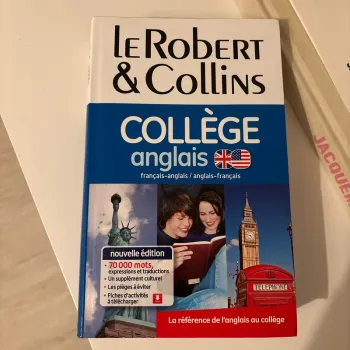 LE ROBERT
& Collins
COLLÈGE
anglais
français-anglais / anglais-français
nouvelle édition
• 70 000 mots,
expressions et traductions
• Un supplément culturel
• Les pièges à éviter
• Fiches d'activités
à télécharger
TELEPHONE
La référence de l'anglais au collège
JACQUEM